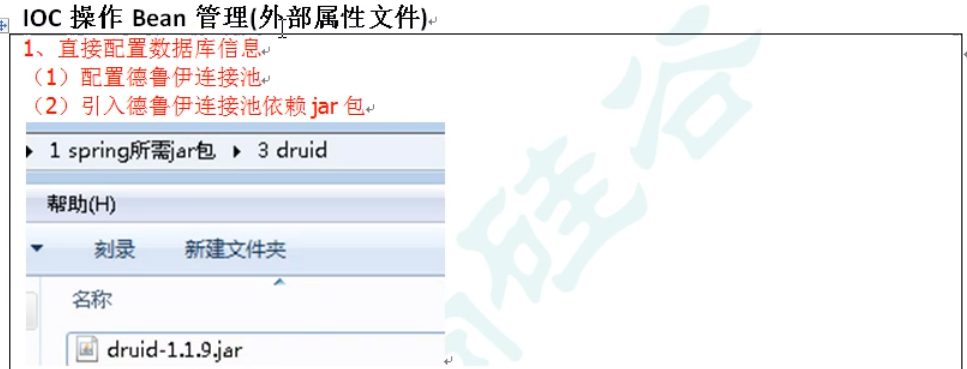 IOC 操作 Bean 管理(外部属性文件)
1、直接配置数据库信息
（1）配置德鲁伊连接池
（2）引入德鲁伊连接池依赖 jar 包
1 spring所需jar包 3 druid
帮助(H)
刻录 新建文件夹
名称
druid-1.1.9.jar
硅谷